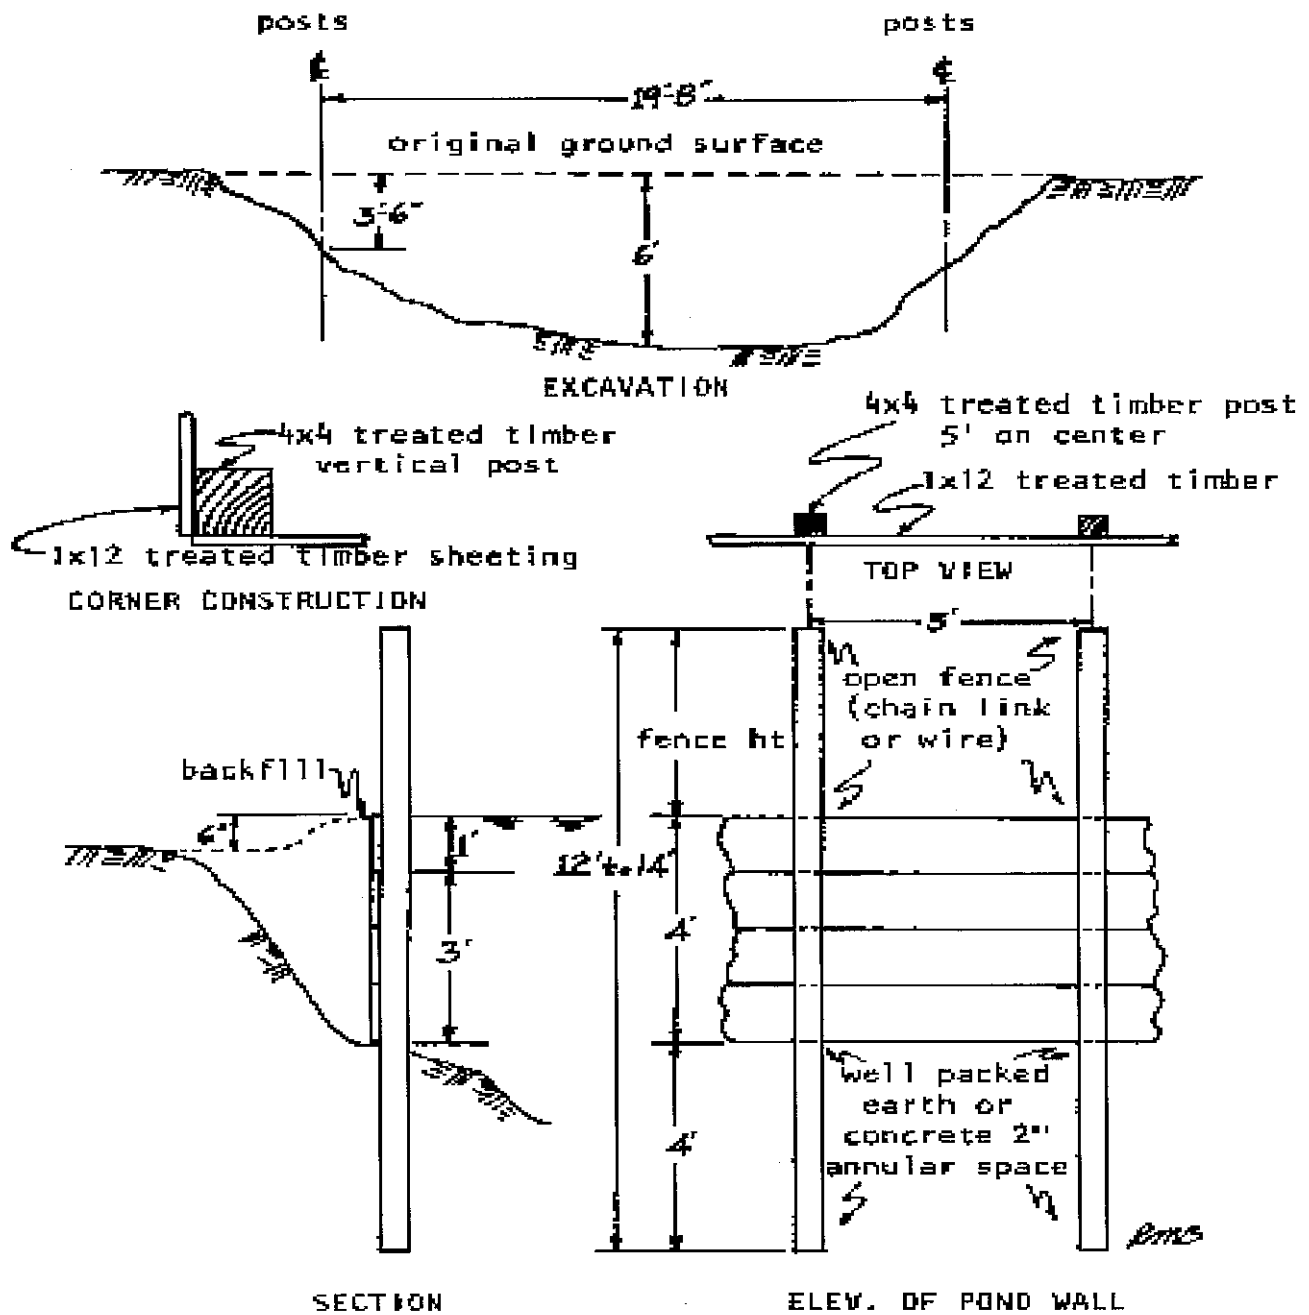 posts posts
℄ ℄
19'-8"
original ground surface
3'-6"
6'
EXCAVATION
4x4 treated timber
vertical post
1x12 treated timber sheeting
CORNER CONSTRUCTION
4x4 treated timber post
5' on center
1x12 treated timber
TOP VIEW
5'
open fence
(chain link
or wire)
fence ht
backfill
6"
1'
12' to 14'
3'
4'
4'
well packed
earth or
concrete 2"
annular space
SECTION
ELEV. OF POND WALL